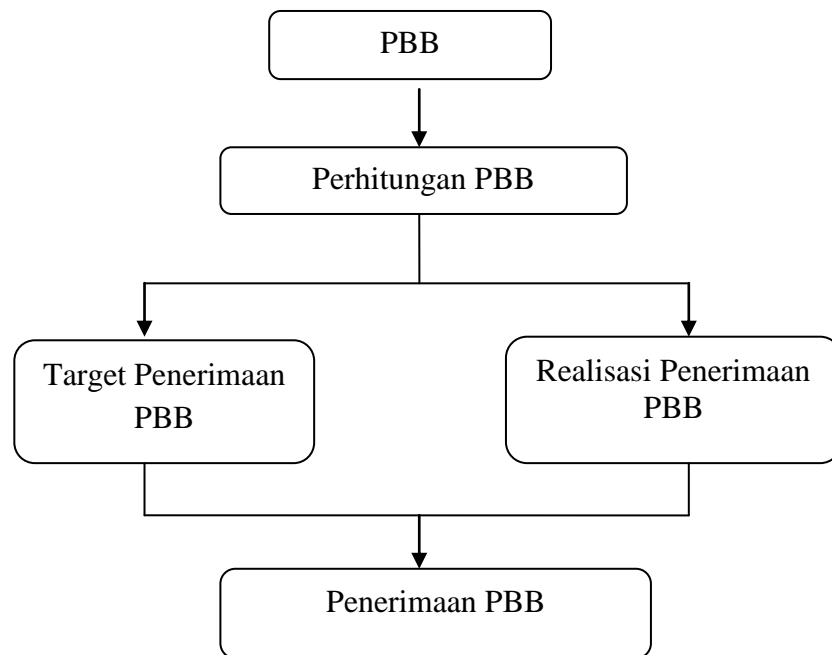 PBB
Perhitungan PBB
Target Penerimaan
PBB
Realisasi Penerimaan
PBB
Penerimaan PBB